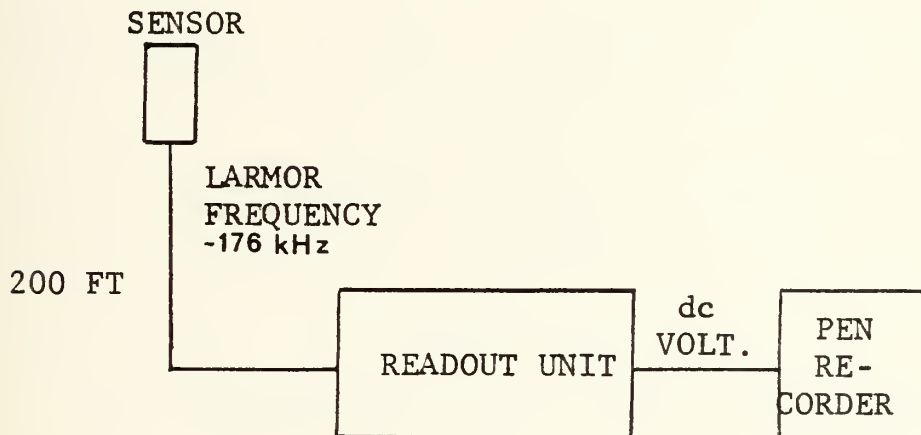 SENSOR
LARMOR
FREQUENCY
~176 kHz
200 FT
READOUT UNIT
dc
VOLT.
PEN
RE-
CORDER